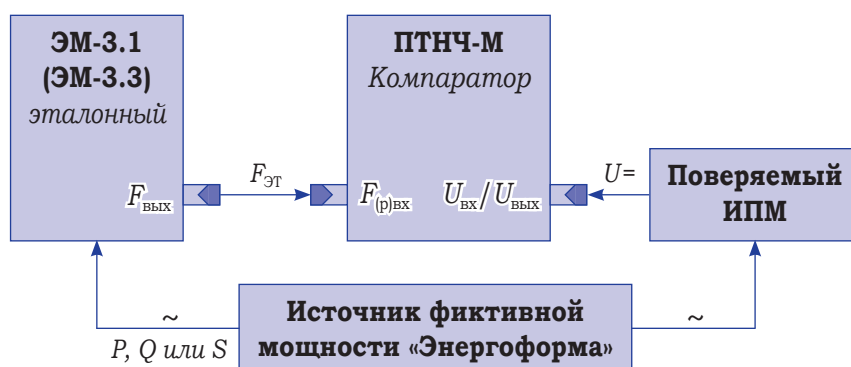 ЭМ-3.1
(ЭМ-3.3)
эталонный
Fвых
FЭТ
ПТНЧ-М
Компаратор
F(р)вх
Uвх/Uвых
U=
Поверяемый
ИПМ
~
P, Q или S
Источник фиктивной
мощности «Энергоформа»
~